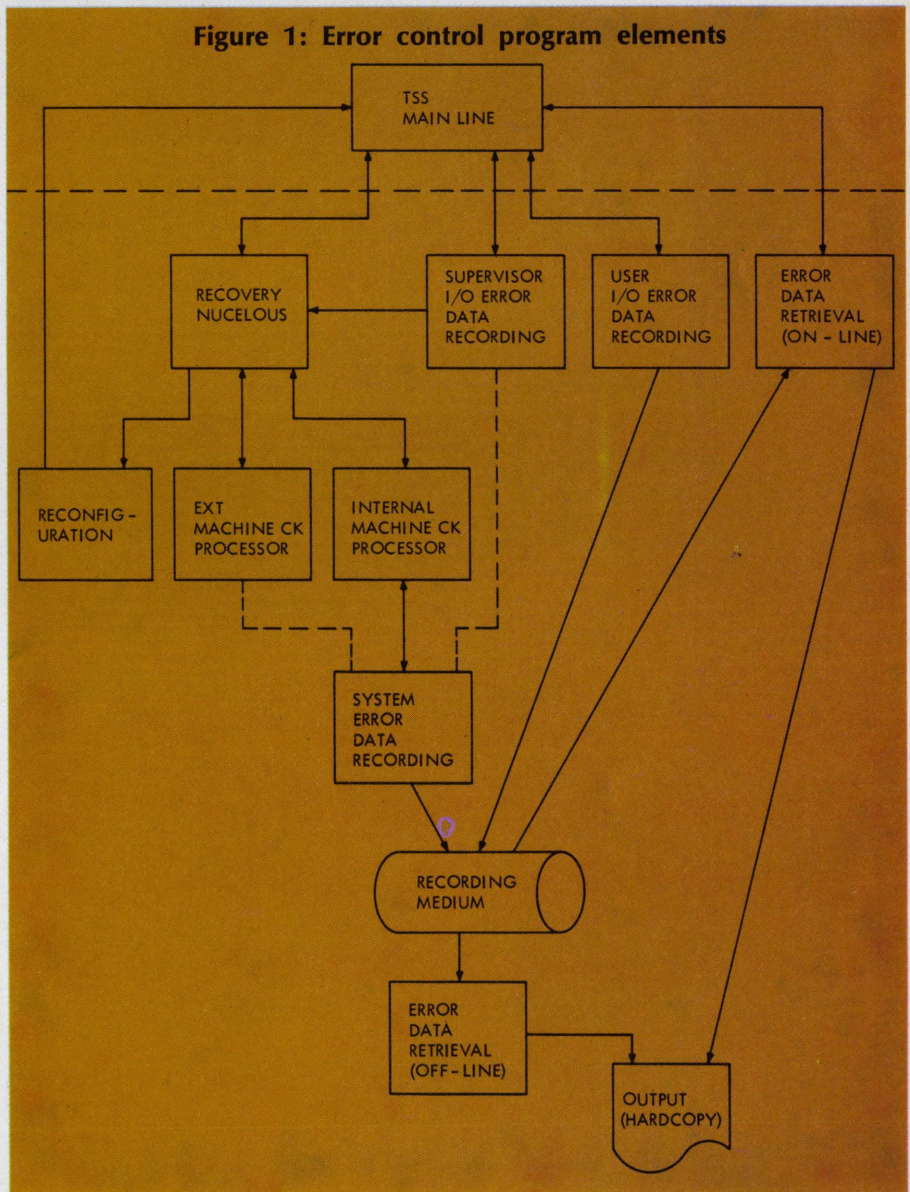 Figure 1: Error control program elements
TSS
MAIN LINE
RECOVERY
NUCELOUS
SUPERVISOR
I/O ERROR
DATA
RECORDING
USER
I/O ERROR
DATA
RECORDING
ERROR
DATA
RETRIEVAL
(ON - LINE)
RECONFIG -
URATION
EXT
MACHINE CK
PROCESSOR
INTERNAL
MACHINE CK
PROCESSOR
SYSTEM
ERROR
DATA
RECORDING
RECORDING
MEDIUM
ERROR
DATA
RETRIEVAL
(OFF - LINE)
OUTPUT
(HARDCOPY)